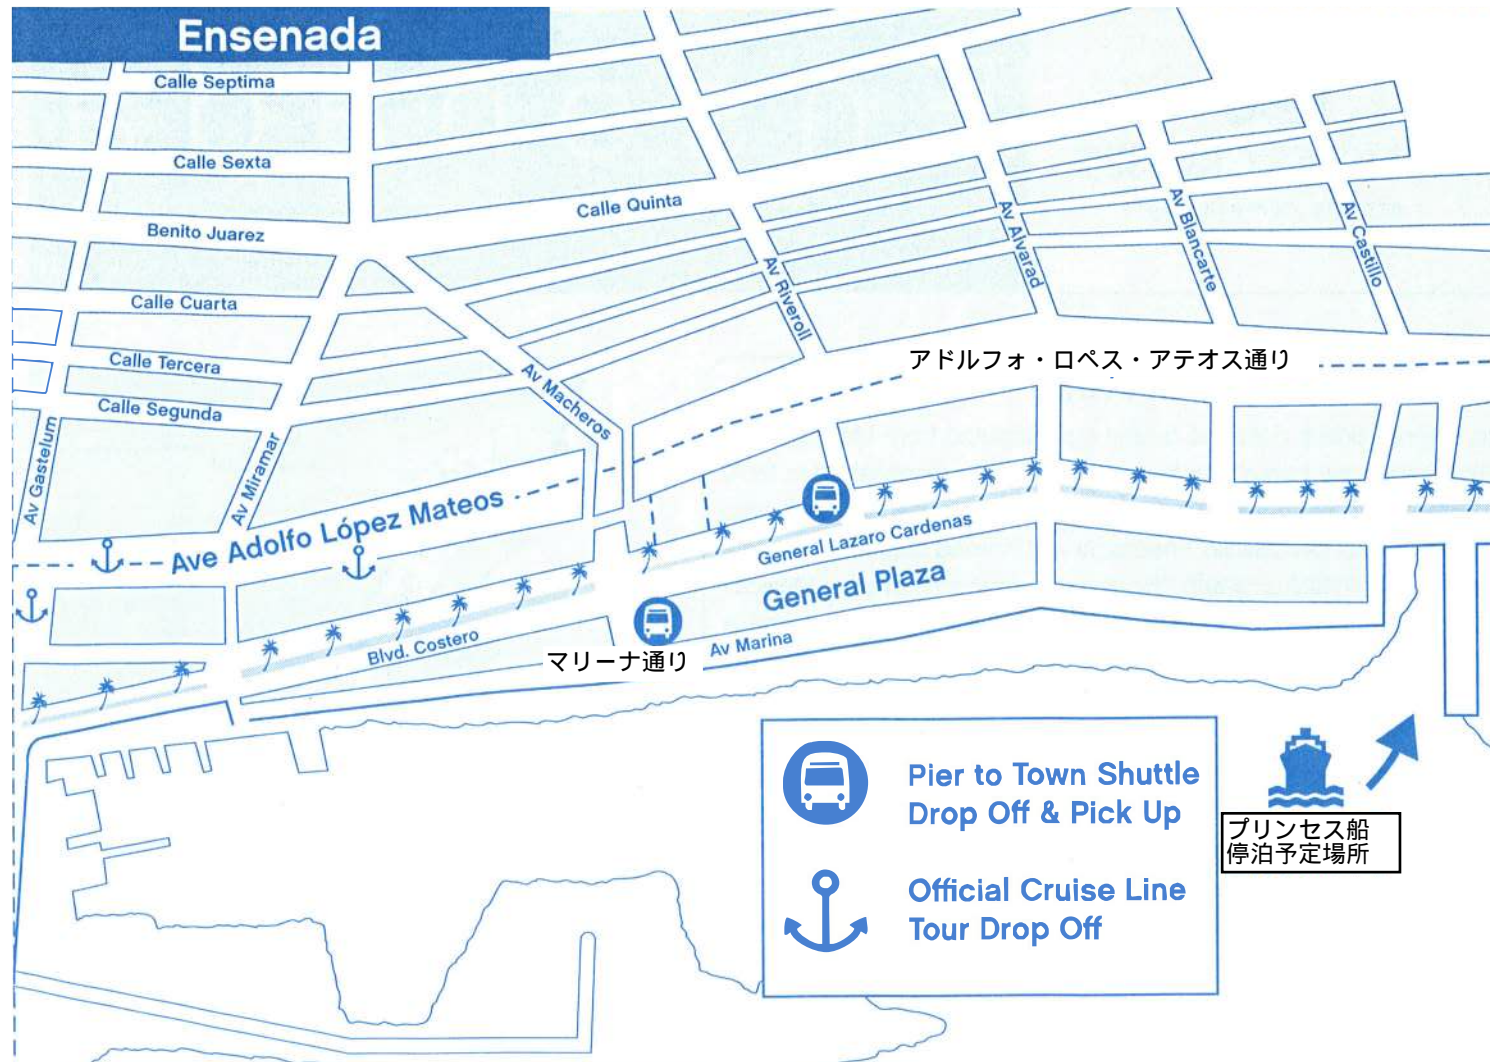 Ensenada
Calle Septima
Calle Sexta
Calle Quinta
Benito Juarez
Calle Cuarta
Calle Tercera
Calle Segunda
Av Gastelum
Av Miramar
Av Macheros
Av Riveroll
Av Alvarad
Av Blancarte
Av Castillo
アドルフォ・ロペス・アテオス通り
Ave Adolfo López Mateos
General Lazaro Cardenas
General Plaza
Blvd. Costero
マリーナ通り
Av Marina
Pier to Town Shuttle
Drop Off & Pick Up
Official Cruise Line
Tour Drop Off
プリンセス船
停泊予定場所